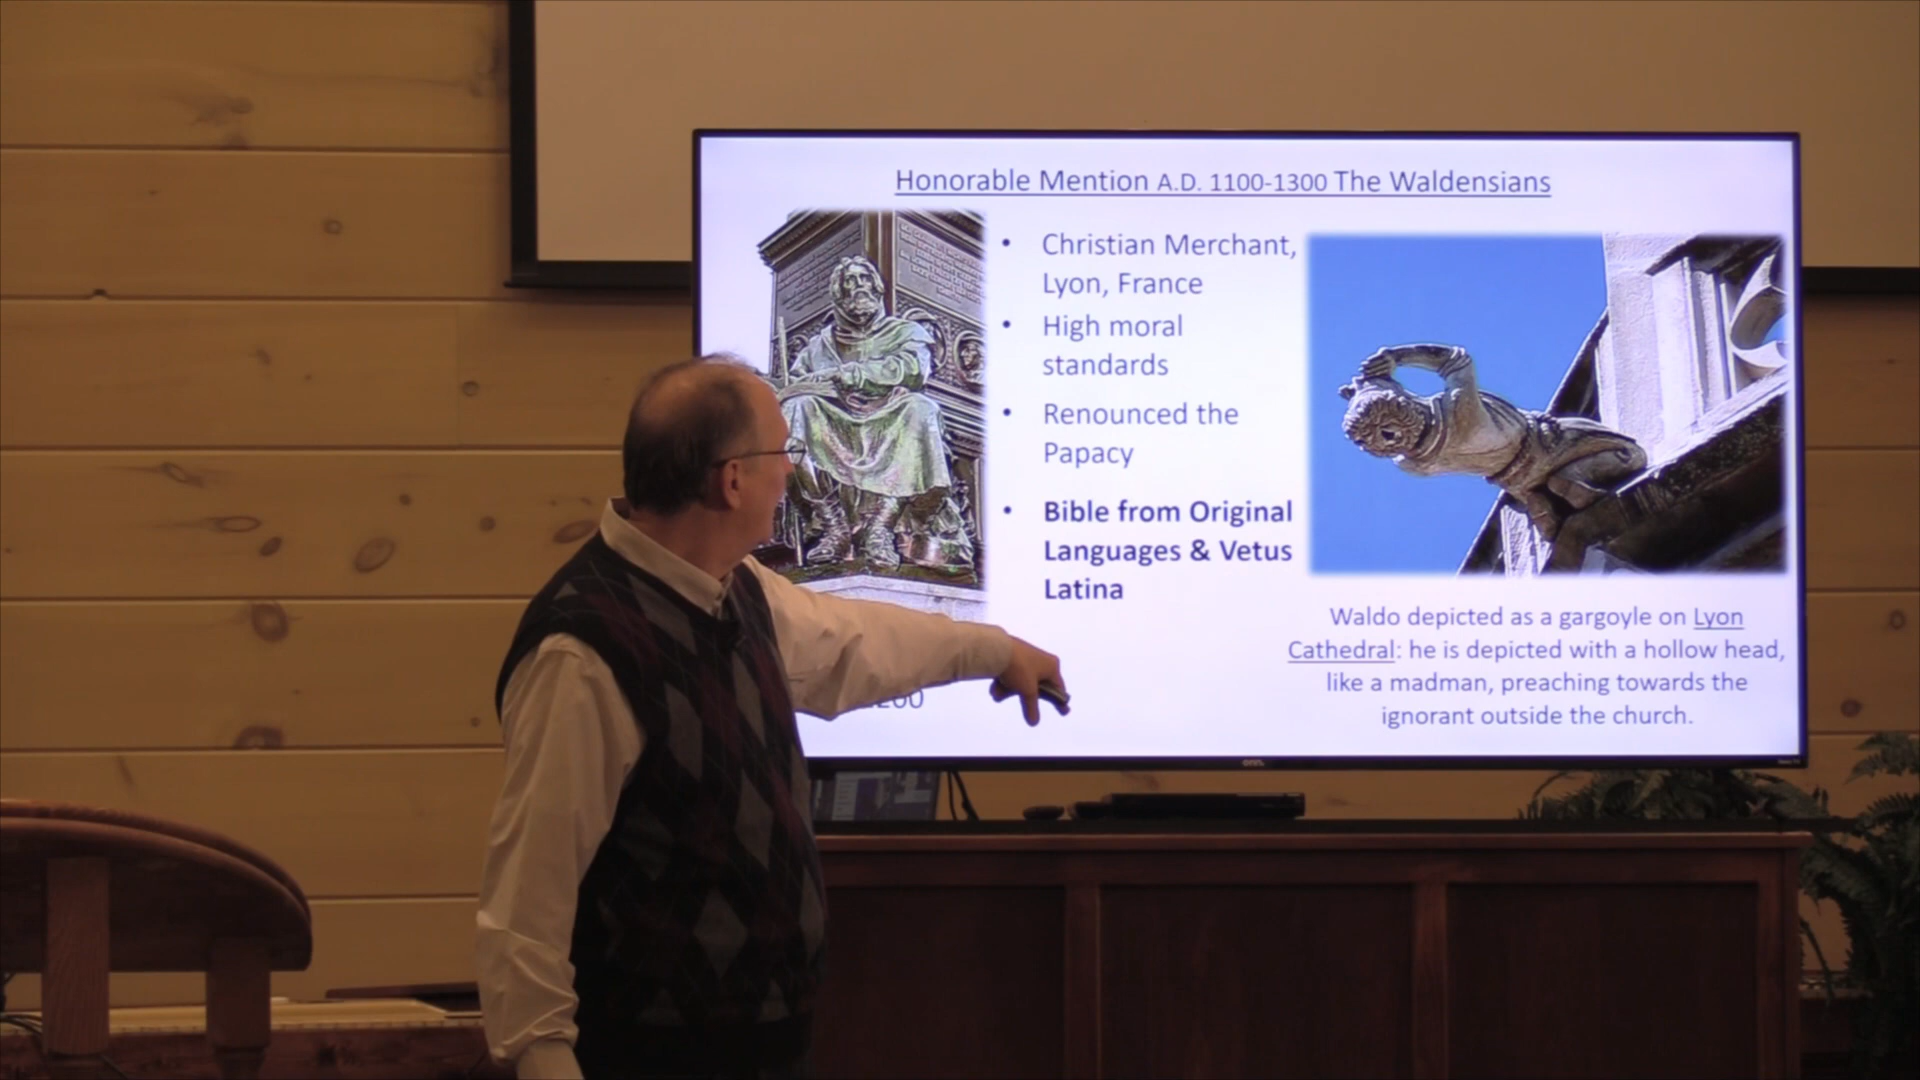 Honorable Mention A.D. 1100-1300 The Waldensians
• Christian Merchant,
Lyon, France
• High moral
standards
• Renounced the
Papacy
• Bible from Original
Languages & Vetus
Latina
Waldo depicted as a gargoyle on Lyon
Cathedral: he is depicted with a hollow head,
like a madman, preaching towards the
ignorant outside the church.
onn.